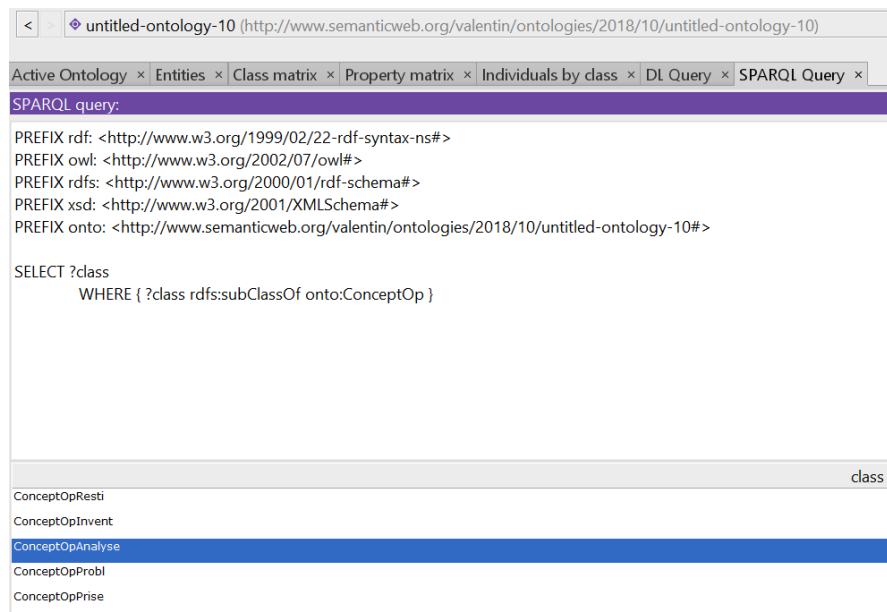 < > untitled-ontology-10 (http://www.semanticweb.org/valentin/ontologies/2018/10/untitled-ontology-10)
Active Ontology × Entities × Class matrix × Property matrix × Individuals by class × DL Query × SPARQL Query ×
SPARQL query:
PREFIX rdf: <http://www.w3.org/1999/02/22-rdf-syntax-ns#>
PREFIX owl: <http://www.w3.org/2002/07/owl#>
PREFIX rdfs: <http://www.w3.org/2000/01/rdf-schema#>
PREFIX xsd: <http://www.w3.org/2001/XMLSchema#>
PREFIX onto: <http://www.semanticweb.org/valentin/ontologies/2018/10/untitled-ontology-10#>
SELECT ?class
WHERE { ?class rdfs:subClassOf onto:ConceptOp }
class
ConceptOpResti
ConceptOpInvent
ConceptOpAnalyse
ConceptOpProbl
ConceptOpPrise